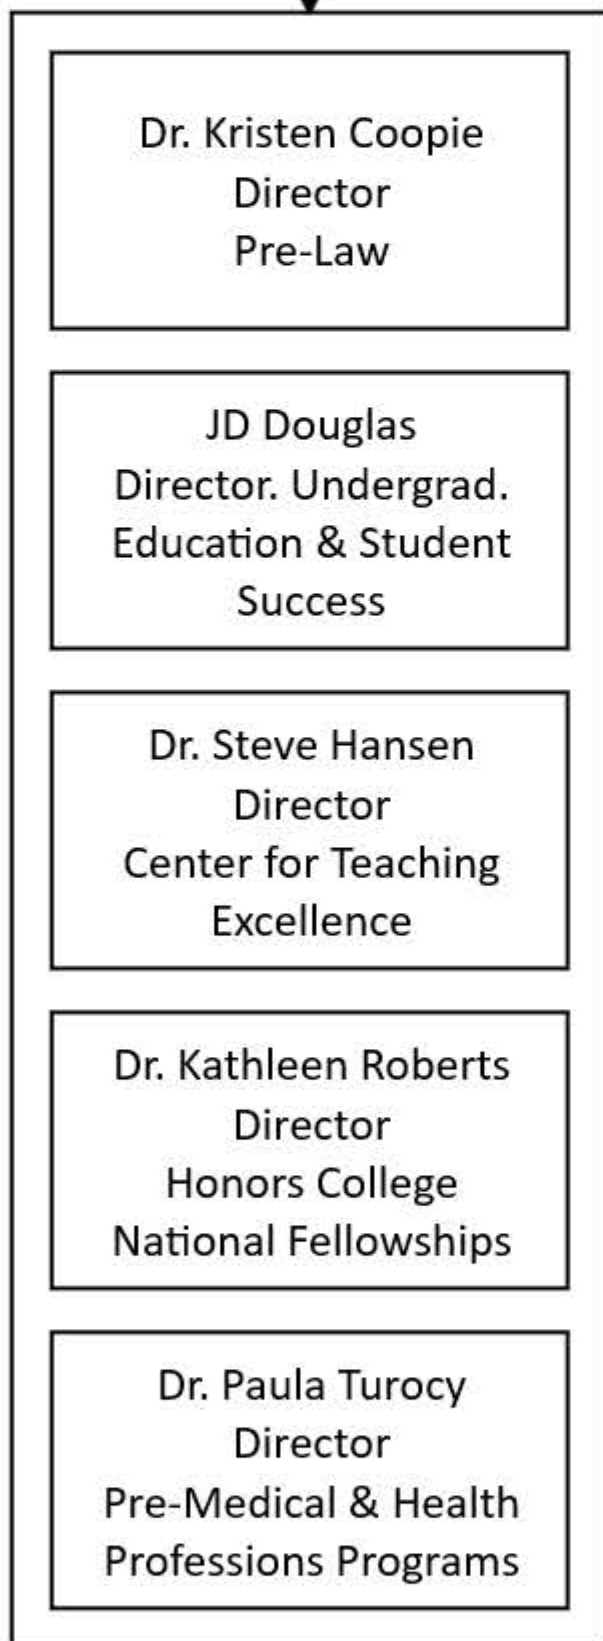 Dr. Kristen Coopie
Director
Pre-Law
JD Douglas
Director. Undergrad.
Education & Student
Success
Dr. Steve Hansen
Director
Center for Teaching
Excellence
Dr. Kathleen Roberts
Director
Honors College
National Fellowships
Dr. Paula Turocy
Director
Pre-Medical & Health
Professions Programs